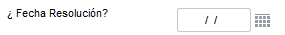 ¿ Fecha Resolución?
/ /